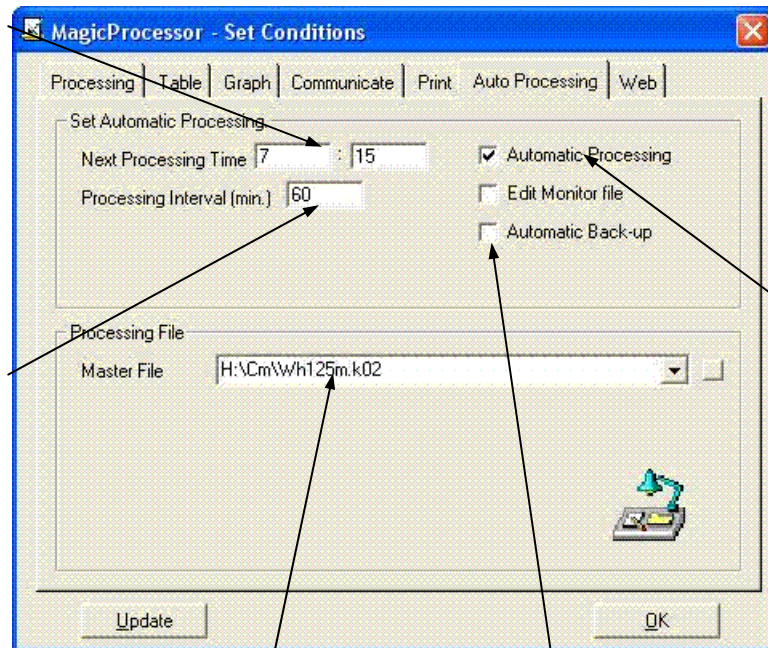 MagicProcessor - Set Conditions
Processing Table Graph Communicate Print Auto Processing Web
Set Automatic Processing
Next Processing Time 7 : 15
Automatic Processing
Processing Interval (min.) 60
Edit Monitor file
Automatic Back-up
Processing File
Master File H:\Cm\Wh125m.k02
Update OK